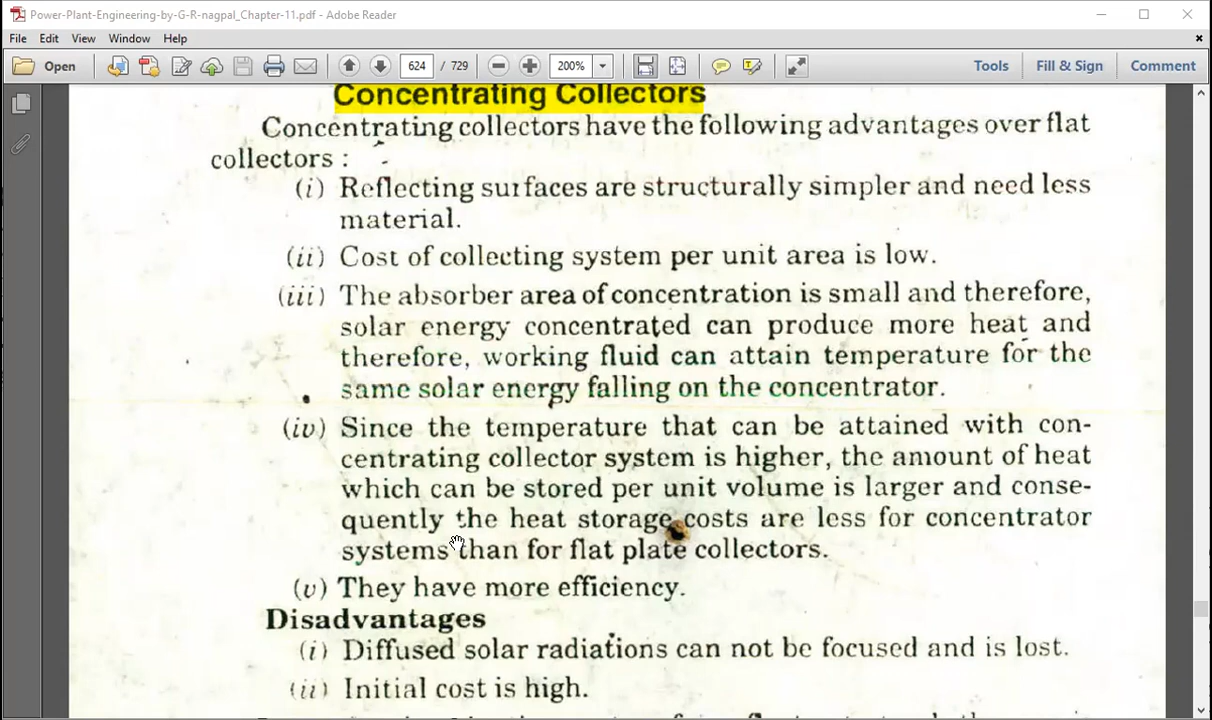 Power-Plant-Engineering-by-G-R-nagpal_Chapter-11.pdf - Adobe Reader
File Edit View Window Help
Open 624 / 729 200% Tools Fill & Sign Comment
Concentrating Collectors
Concentrating collectors have the following advantages over flat
collectors :
(i) Reflecting surfaces are structurally simpler and need less
material.
(ii) Cost of collecting system per unit area is low.
(iii) The absorber area of concentration is small and therefore,
solar energy concentrated can produce more heat and
therefore, working fluid can attain temperature for the
same solar energy falling on the concentrator.
(iv) Since the temperature that can be attained with con-
centrating collector system is higher, the amount of heat
which can be stored per unit volume is larger and conse-
quently the heat storage costs are less for concentrator
systems than for flat plate collectors.
(v) They have more efficiency.
Disadvantages
(i) Diffused solar radiations can not be focused and is lost.
(ii) Initial cost is high.